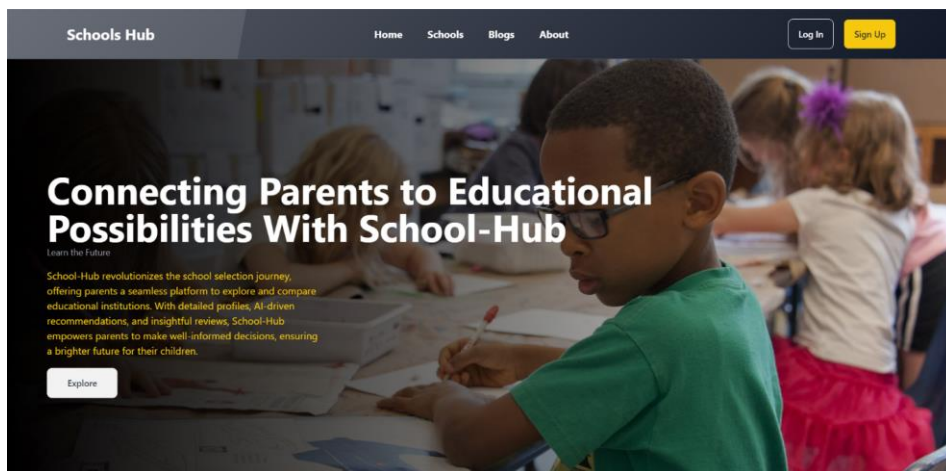 Schools Hub
Home Schools Blogs About
Log In Sign Up
Connecting Parents to Educational
Possibilities With School-Hub
Learn the Future
School-Hub revolutionizes the school selection journey,
offering parents a seamless platform to explore and compare
educational institutions. With detailed profiles, AI-driven
recommendations, and insightful reviews, School-Hub
empowers parents to make well-informed decisions, ensuring
a brighter future for their children.
Explore